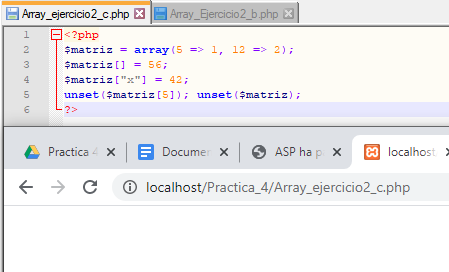 Array_ejercicio2_c.php Array_Ejercicio2_b.php
1 <?php
2 $matriz = array(5 => 1, 12 => 2);
3 $matriz[] = 56;
4 $matriz["x"] = 42;
5 unset($matriz[5]); unset($matriz);
6 ?>
Practica 4 Documen ASP ha p localhost
localhost/Practica_4/Array_ejercicio2_c.php